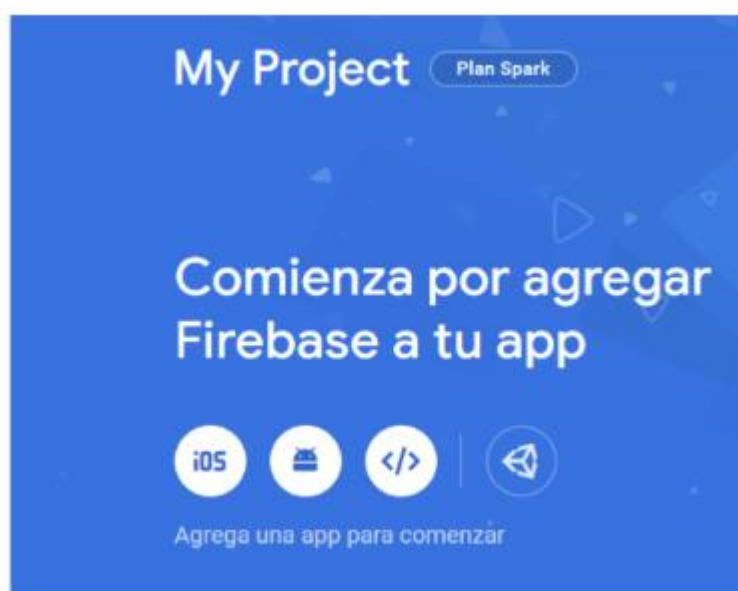 My Project Plan Spark
Comienza por agregar
Firebase a tu app
iOS </>
Agrega una app para comenzar